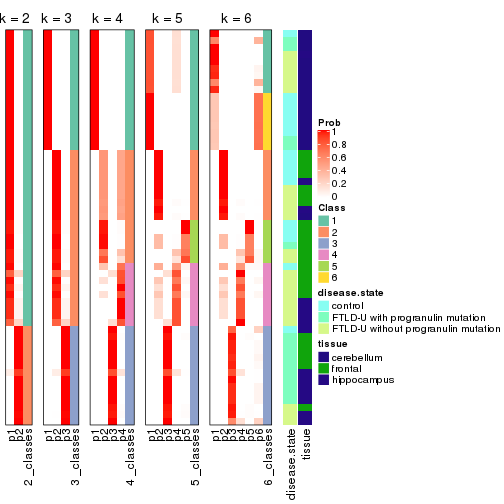 k = 2 k = 3 k = 4 k = 5 k = 6
Prob
1
0.8
0.6
0.4
0.2
0
Class
1
2
3
4
5
6
disease.state
control
FTLD-U with progranulin mutation
FTLD-U without progranulin mutation
tissue
cerebellum
frontal
hippocampus
p1 p2 2_classes p1 p2 p3 3_classes p1 p2 p3 p4 4_classes p1 p2 p3 p4 p5 5_classes p1 p2 p3 p4 p5 p6 6_classes disease.state tissue